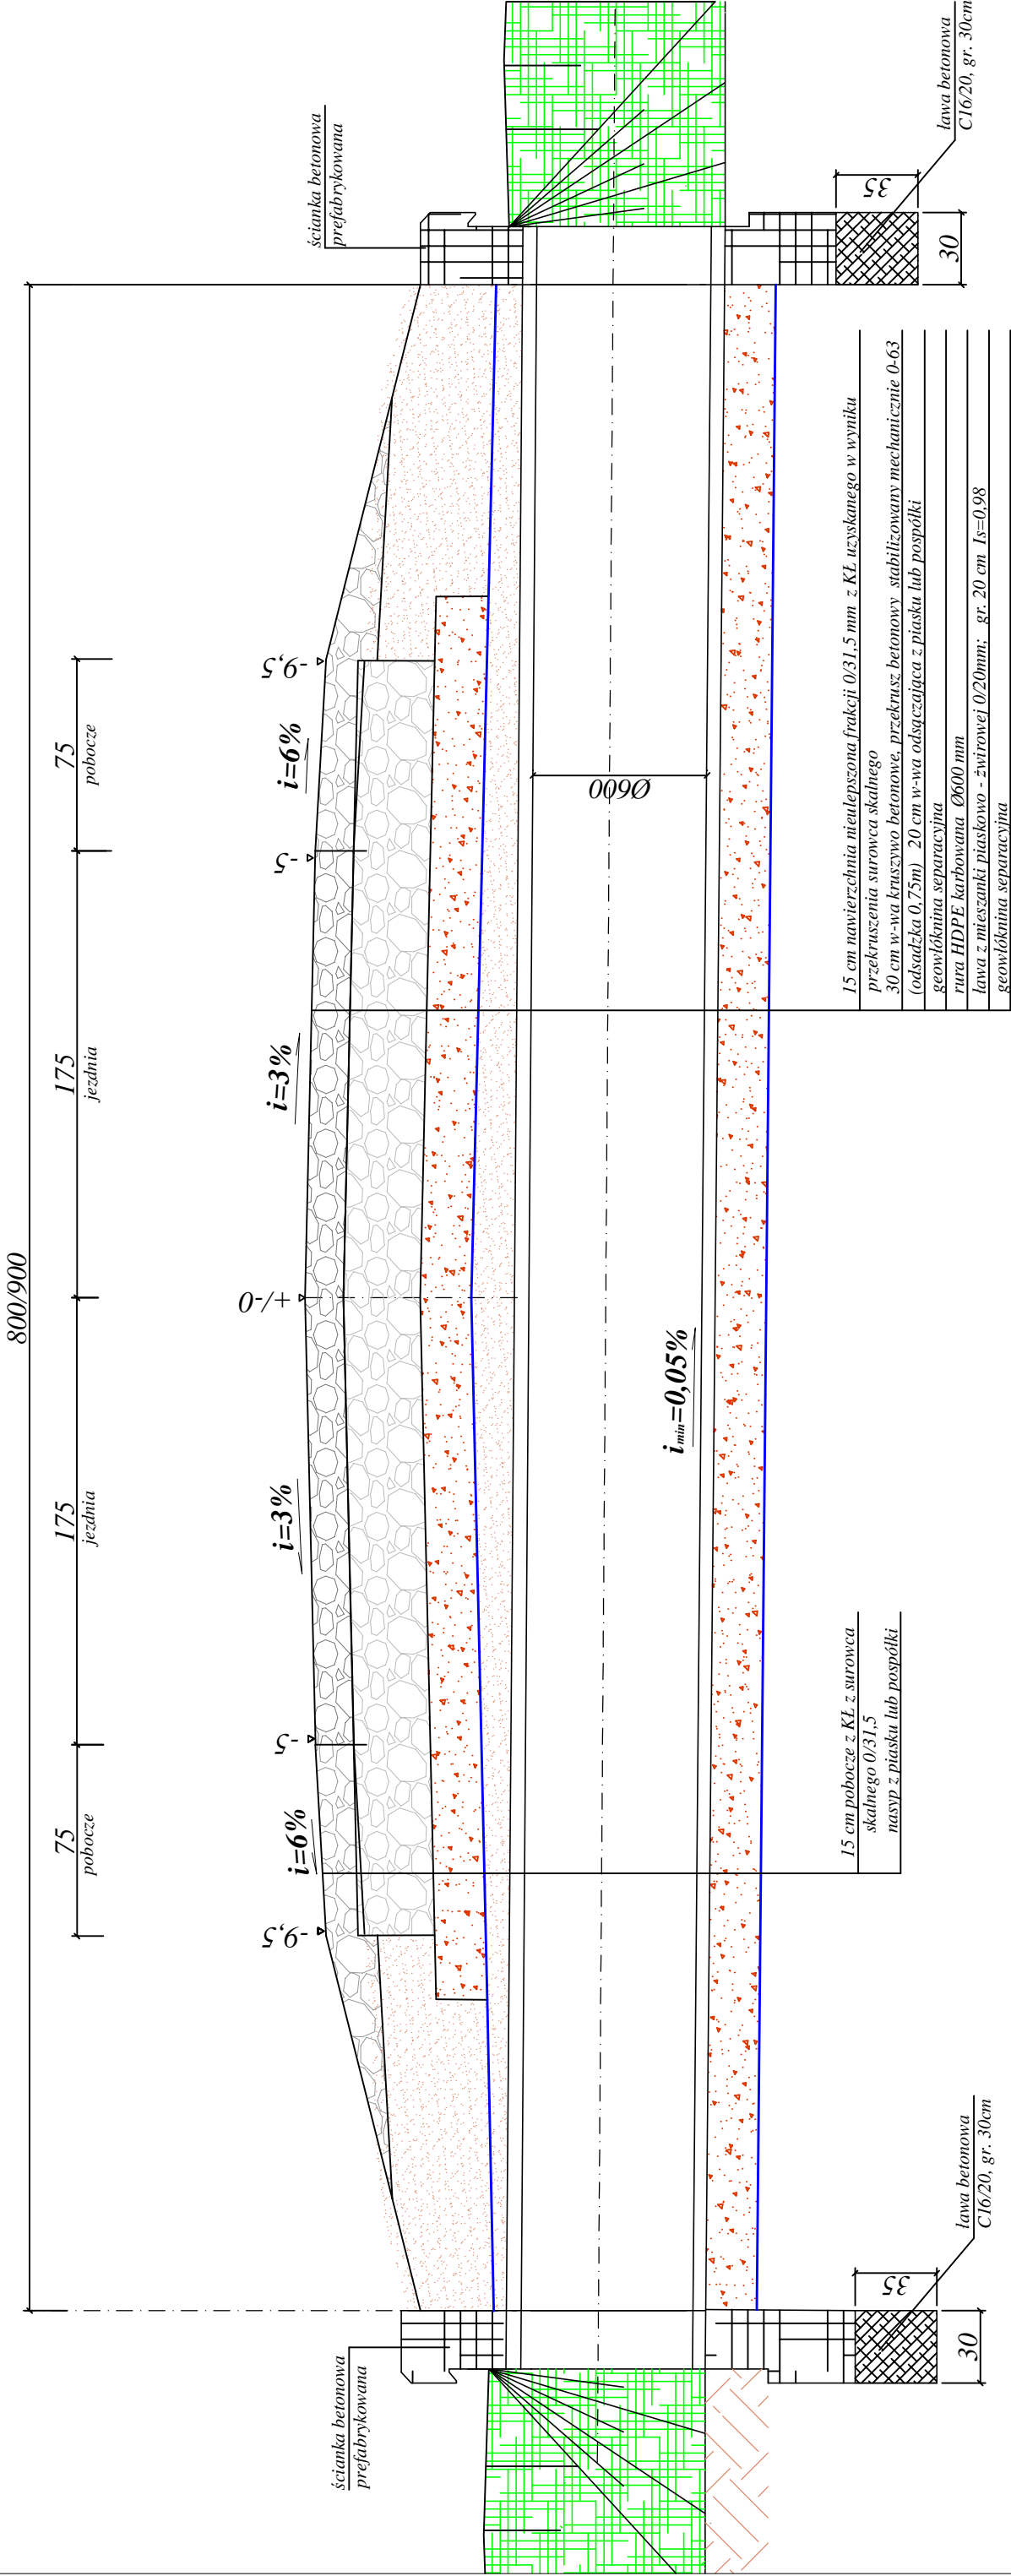 800/900
75
pobocze
175
jezdnia
175
jezdnia
75
pobocze
-9,5
i=6%
-5
i=3%
+/-0
i=3%
-5
i=6%
-9,5
ścianka betonowa
prefabrykowana
ścianka betonowa
prefabrykowana
Ø600
imin=0,05%
15 cm pobocze z KŁ z surowca
skalnego 0/31,5
nasyp z piasku lub pospółki
15 cm nawierzchnia nieulepszona frakcji 0/31,5 mm z KŁ uzyskanego w wyniku
przekruszenia surowca skalnego
30 cm w-wa kruszywo betonowe, przekrusz betonowy stabilizowany mechanicznie 0-63
(odsadzka 0,75m) 20 cm w-wa odsączająca z piasku lub pospółki
geowłóknina separacyjna
rura HDPE karbowana Ø600 mm
ława z mieszanki piaskowo - żwirowej 0/20mm; gr. 20 cm Is=0,98
geowłóknina separacyjna
35
30
ława betonowa
C16/20, gr. 30cm
35
30
ława betonowa
C16/20, gr. 30cm